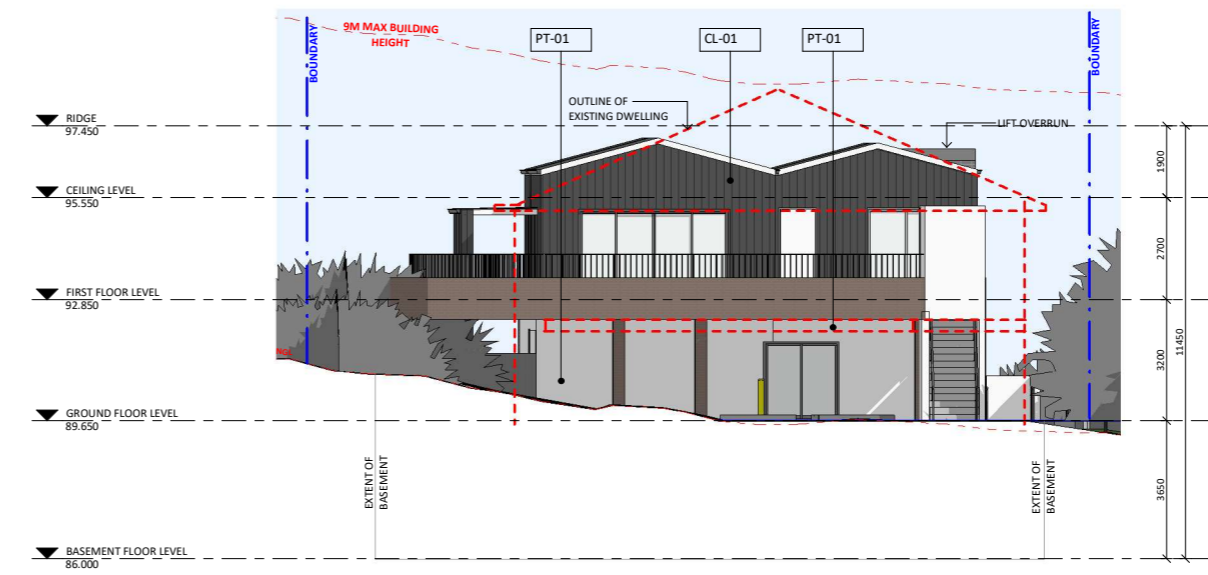 9M MAX BUILDING
HEIGHT
BOUNDARY
PT-01
CL-01
PT-01
BOUNDARY
OUTLINE OF
EXISTING DWELLING
LIFT OVERRUN
RIDGE
97.450
1900
CEILING LEVEL
95.550
2700
FIRST FLOOR LEVEL
92.850
3200
11450
GROUND FLOOR LEVEL
89.650
EXTENT OF
BASEMENT
EXTENT OF
BASEMENT
3650
BASEMENT FLOOR LEVEL
86.000